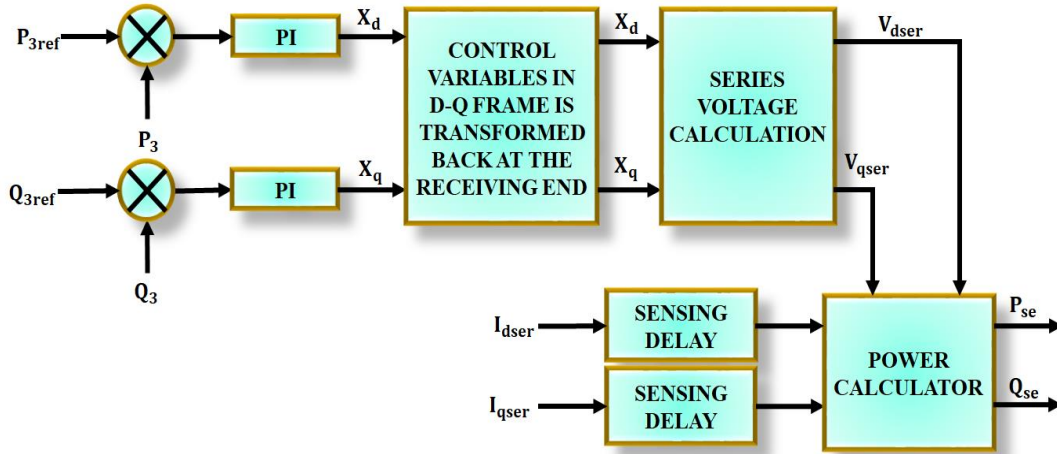 P3ref
PI
Xd
P3
CONTROL
VARIABLES IN
D-Q FRAME IS
TRANSFORMED
BACK AT THE
RECEIVING END
Xd
SERIES
VOLTAGE
CALCULATION
Vdser
Q3ref
PI
Xq
Xq
Vqser
Q3
Idser
SENSING
DELAY
POWER
CALCULATOR
Pse
Iqser
SENSING
DELAY
Qse